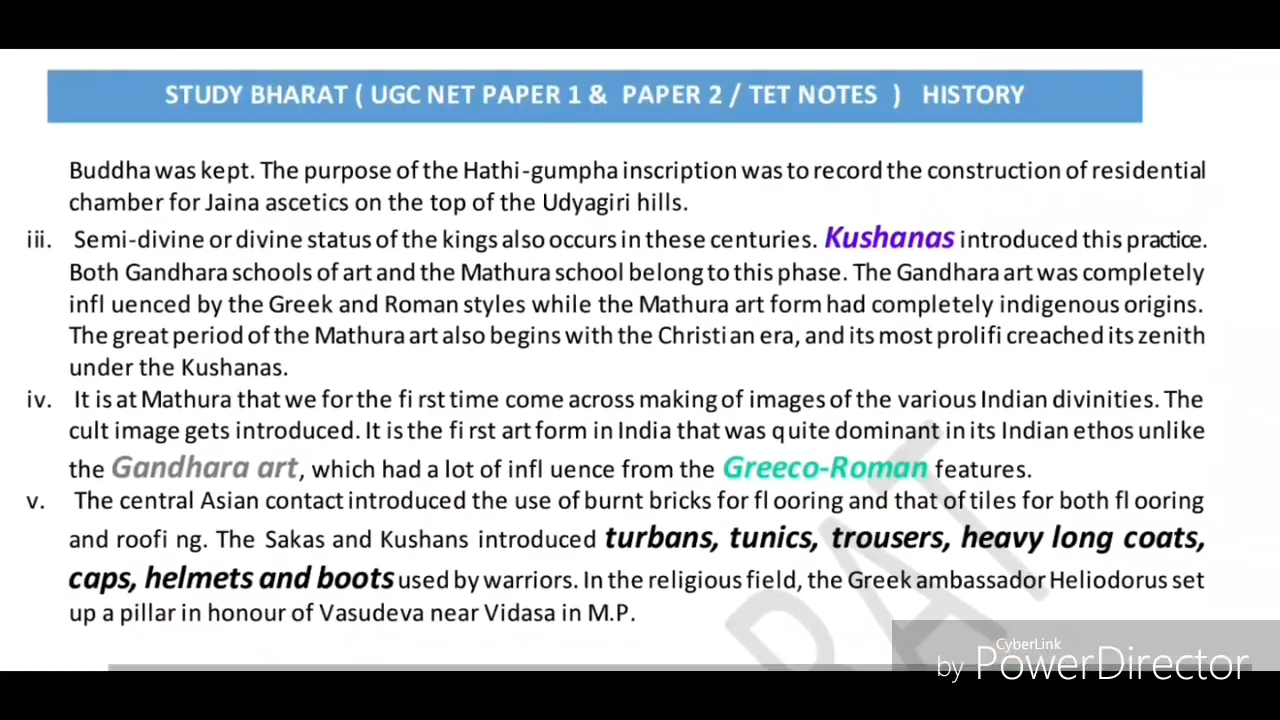 STUDY BHARAT ( UGC NET PAPER 1 & PAPER 2 / TET NOTES ) HISTORY
Buddha was kept. The purpose of the Hathi-gumpha inscription was to record the construction of residential
chamber for Jaina ascetics on the top of the Udyagiri hills.
iii. Semi-divine or divine status of the kings also occurs in these centuries. Kushanas introduced this practice.
Both Gandhara schools of art and the Mathura school belong to this phase. The Gandhara art was completely
infl uenced by the Greek and Roman styles while the Mathura art form had completely indigenous origins.
The great period of the Mathura art also begins with the Christian era, and its most prolifi creached its zenith
under the Kushanas.
iv. It is at Mathura that we for the fi rst time come across making of images of the various Indian divinities. The
cult image gets introduced. It is the fi rst art form in India that was quite dominant in its Indian ethos unlike
the Gandhara art, which had a lot of infl uence from the Greeco-Roman features.
v. The central Asian contact introduced the use of burnt bricks for fl ooring and that of tiles for both fl ooring
and roofi ng. The Sakas and Kushans introduced turbans, tunics, trousers, heavy long coats,
caps, helmets and boots used by warriors. In the religious field, the Greek ambassador Heliodorus set
up a pillar in honour of Vasudeva near Vidasa in M.P.
CyberLink
by PowerDirector